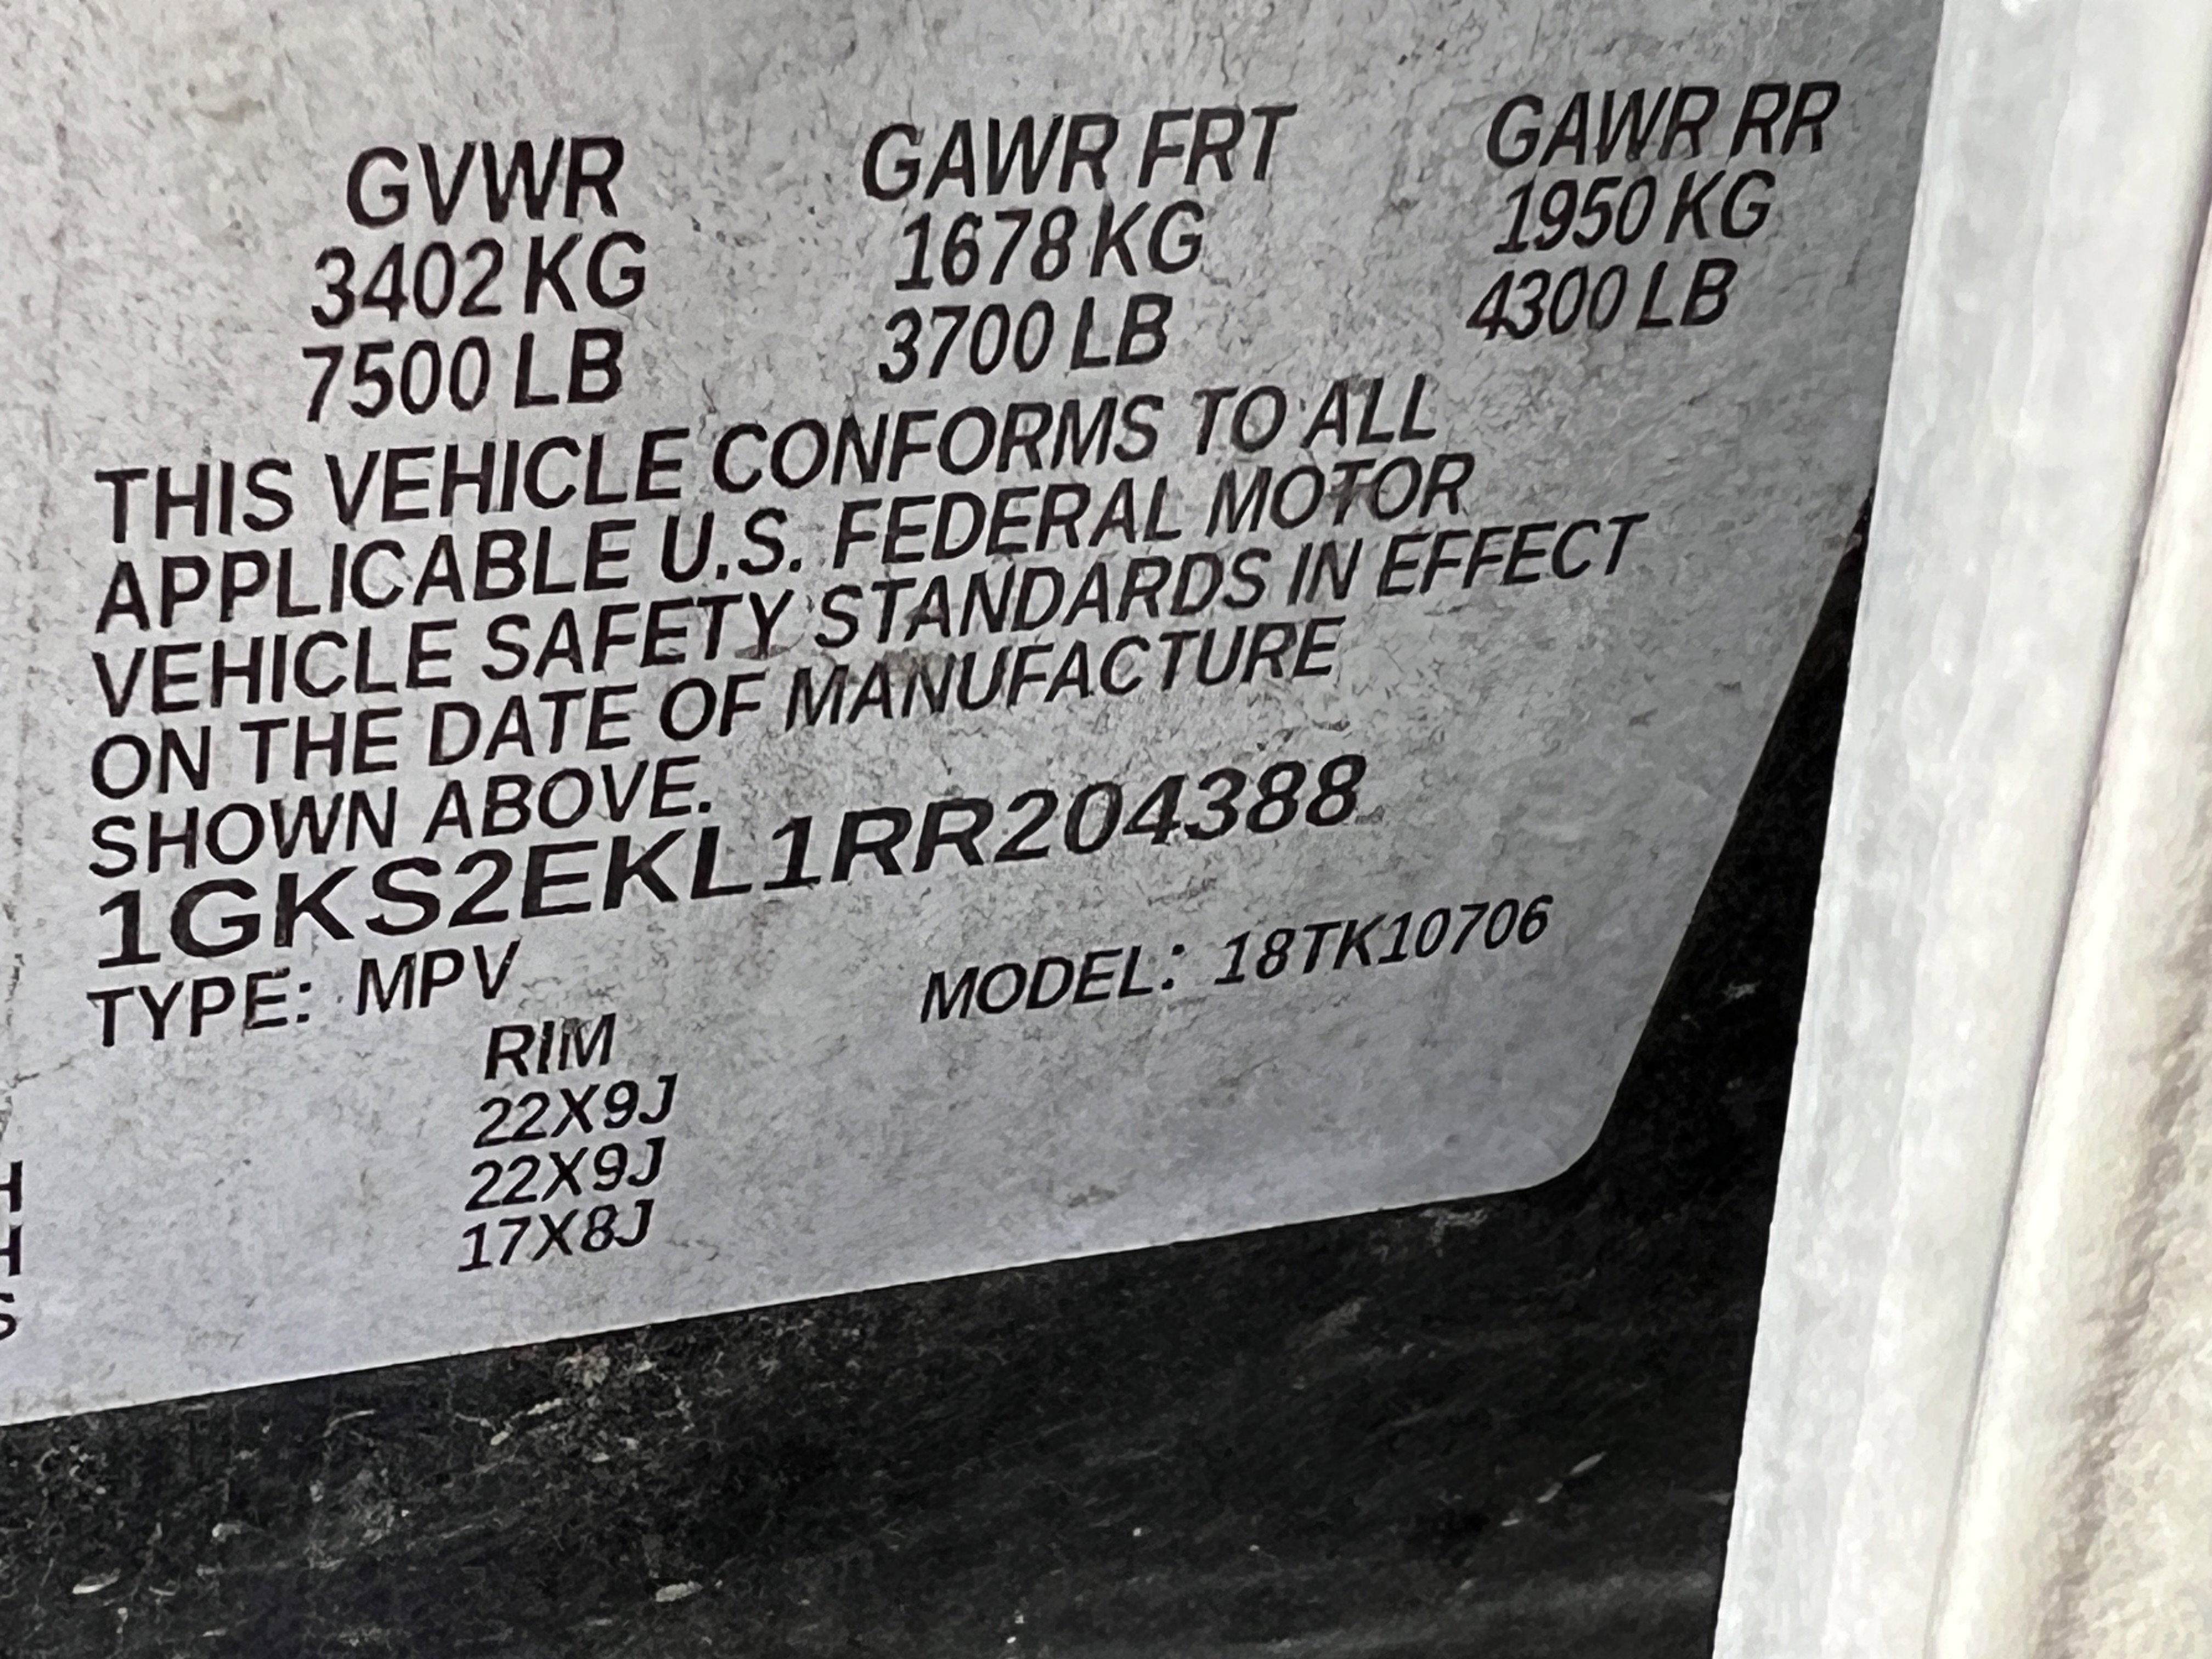 GVWR GAWR FRT GAWR RR
3402 KG 1678 KG 1950 KG
7500 LB 3700 LB 4300 LB
THIS VEHICLE CONFORMS TO ALL
APPLICABLE U.S. FEDERAL MOTOR
VEHICLE SAFETY STANDARDS IN EFFECT
ON THE DATE OF MANUFACTURE
SHOWN ABOVE.
1GKS2EKL1RR204388
TYPE: MPV MODEL: 18TK10706
RIM
H 22X9J
H 22X9J
S 17X8J